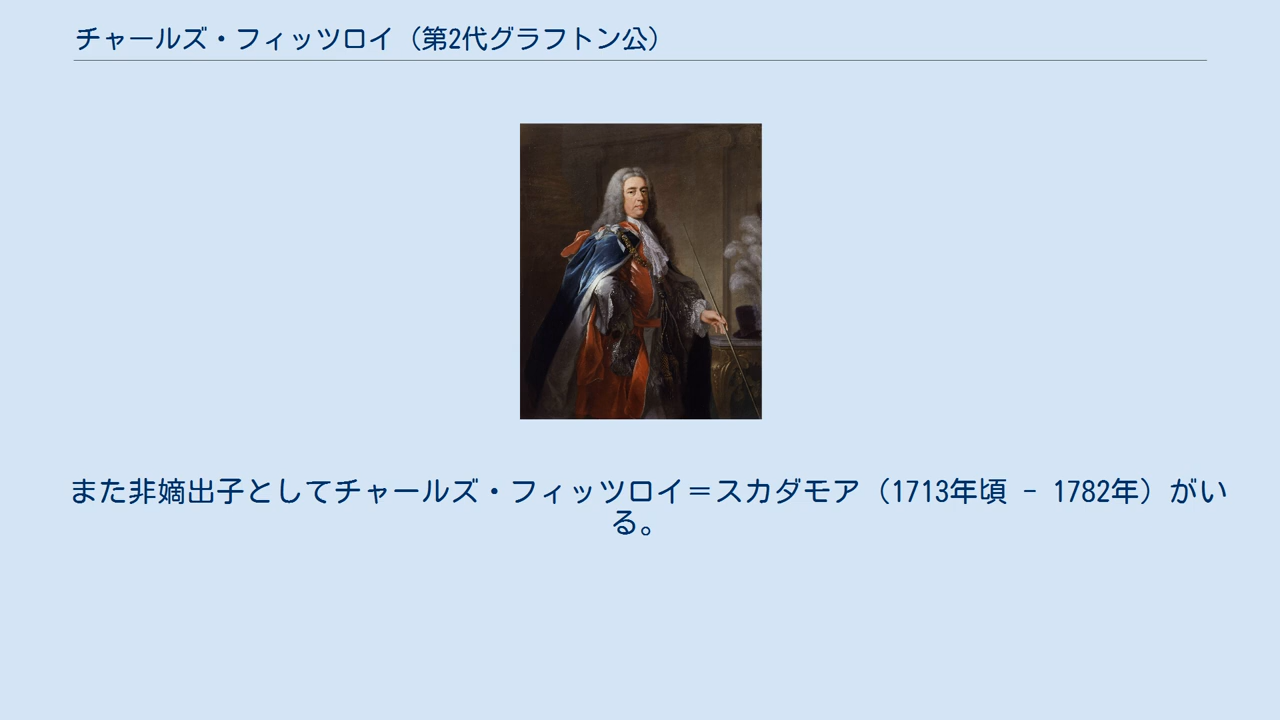 チャールズ・フィッツロイ（第2代グラフトン公）
また非嫡出子としてチャールズ・フィッツロイ＝スカダモア（1713年頃 - 1782年）がい
る。